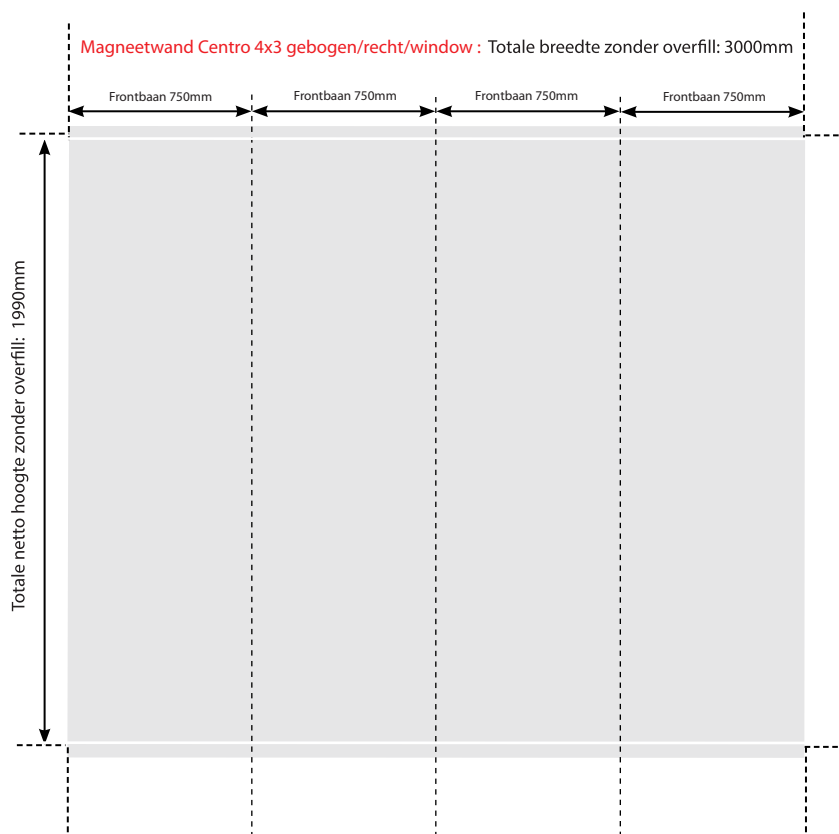 Magneetwand Centro 4x3 gebogen/recht/window : Totale breedte zonder overfill: 3000mm
Frontbaan 750mm
Frontbaan 750mm
Frontbaan 750mm
Frontbaan 750mm
Totale netto hoogte zonder overfill: 1990mm